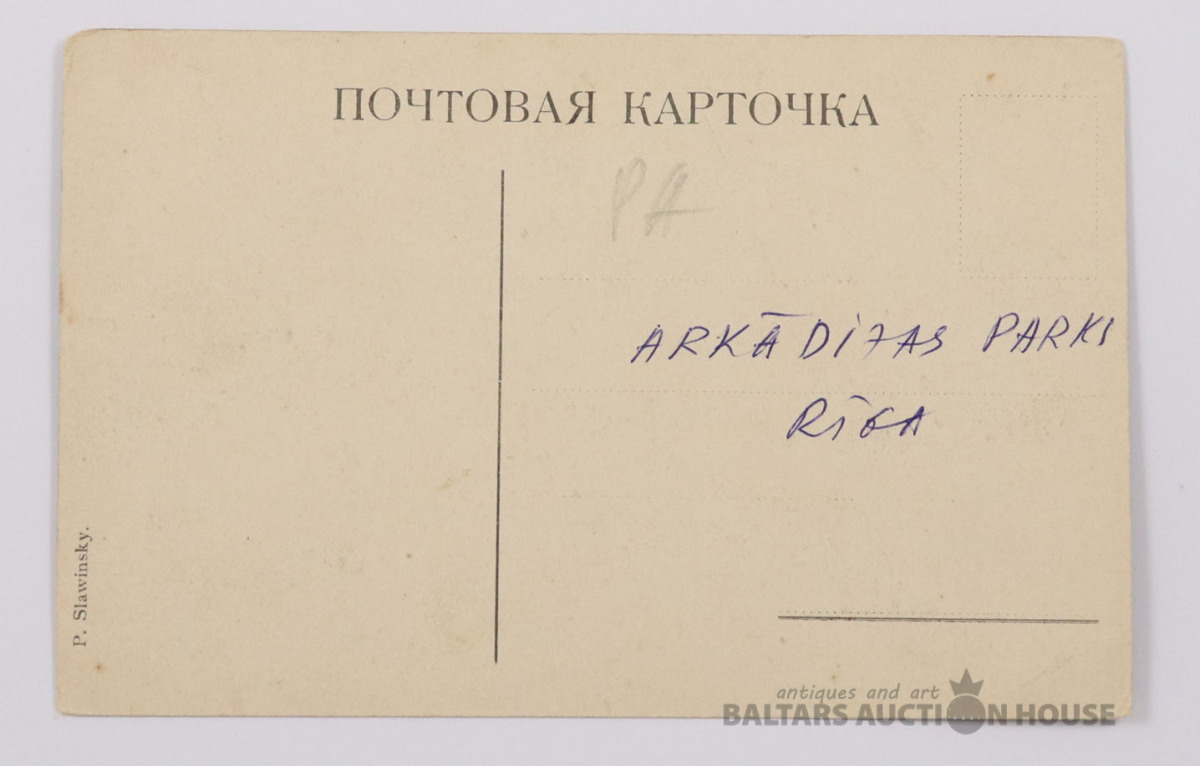 ПОЧТОВАЯ КАРТОЧКА
PA
ARKĀDIJAS PARKS
RĪGA
P. Slawinsky.
antiques and art
BALTARS AUCTION HOUSE